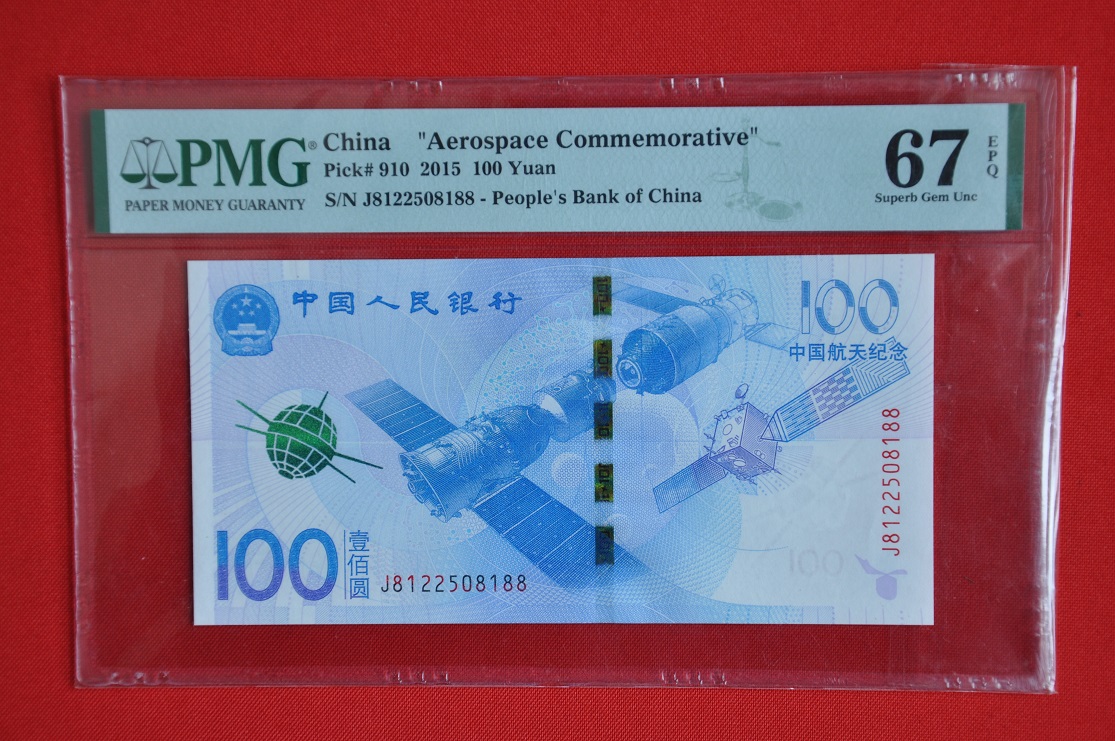 PMG®
PAPER MONEY GUARANTY
China "Aerospace Commemorative"
Pick# 910 2015 100 Yuan
S/N J8122508188 - People's Bank of China
67
EPQ
Superb Gem Unc
中国人民银行
100
中国航天纪念
J8122508188
100
壹佰圆
J8122508188